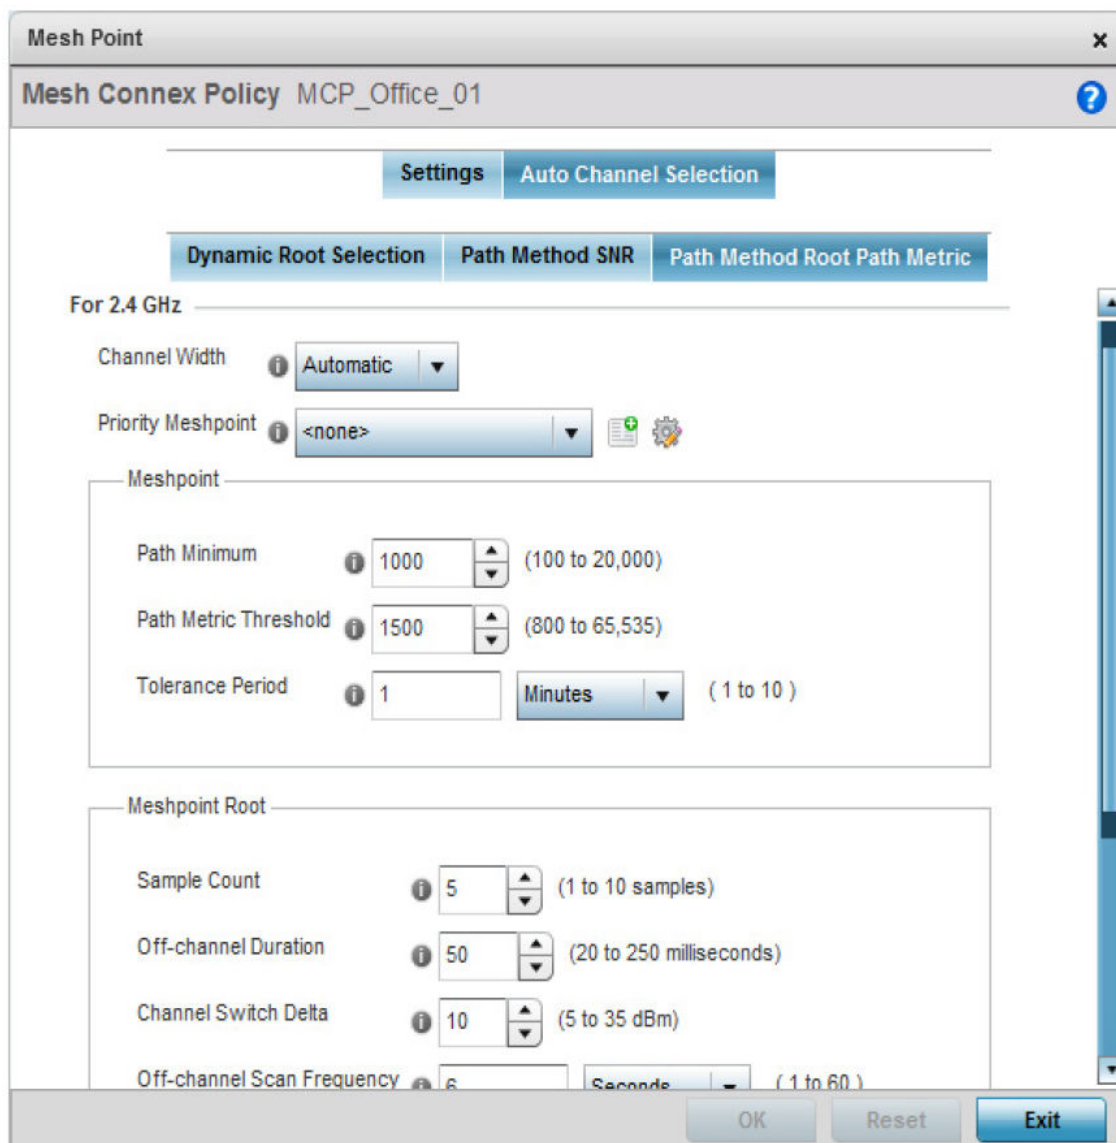 Mesh Point
Mesh Connex Policy MCP_Office_01
Settings Auto Channel Selection
Dynamic Root Selection Path Method SNR Path Method Root Path Metric
For 2.4 GHz
Channel Width Automatic
Priority Meshpoint <none>
Meshpoint
Path Minimum 1000 (100 to 20,000)
Path Metric Threshold 1500 (800 to 65,535)
Tolerance Period 1 Minutes ( 1 to 10 )
Meshpoint Root
Sample Count 5 (1 to 10 samples)
Off-channel Duration 50 (20 to 250 milliseconds)
Channel Switch Delta 10 (5 to 35 dBm)
Off-channel Scan Frequency 6 Seconds ( 1 to 60 )
OK Reset Exit